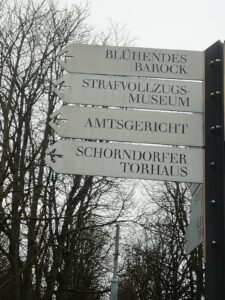 BLÜHENDES
BAROCK
STRAFVOLLZUGS-
MUSEUM
AMTSGERICHT
SCHORNDORFER
TORHAUS